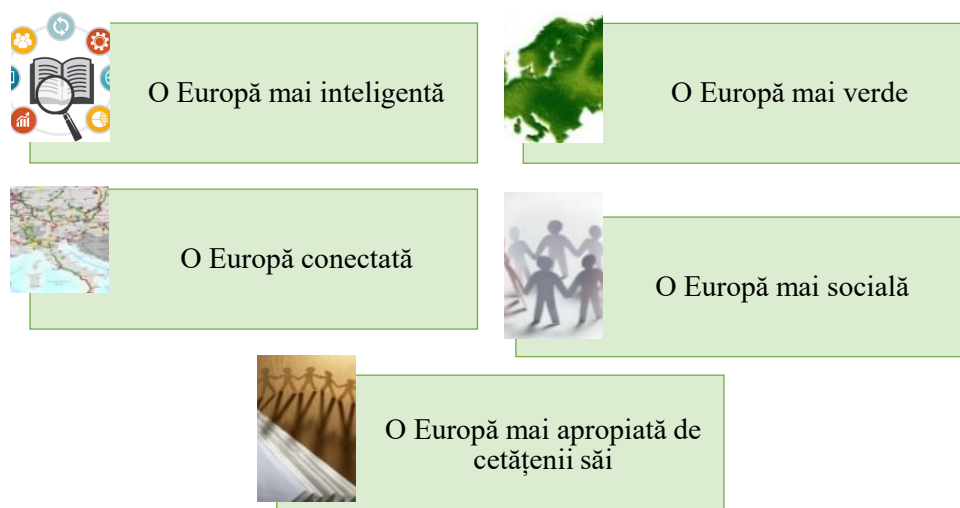 O Europă mai inteligentă
O Europă mai verde
O Europă conectată
O Europă mai socială
O Europă mai apropiată de
cetățenii săi